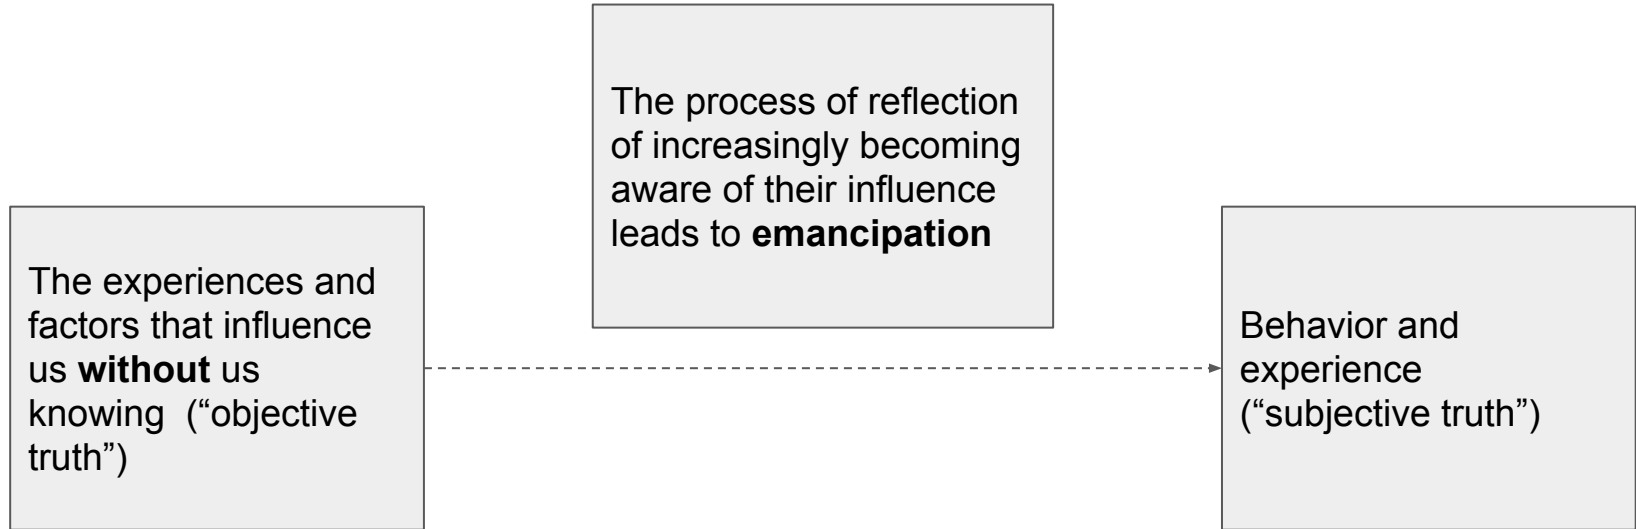 The process of reflection
of increasingly becoming
aware of their influence
leads to emancipation
The experiences and
factors that influence
us without us
knowing  (“objective
truth”)
Behavior and
experience
(“subjective truth”)